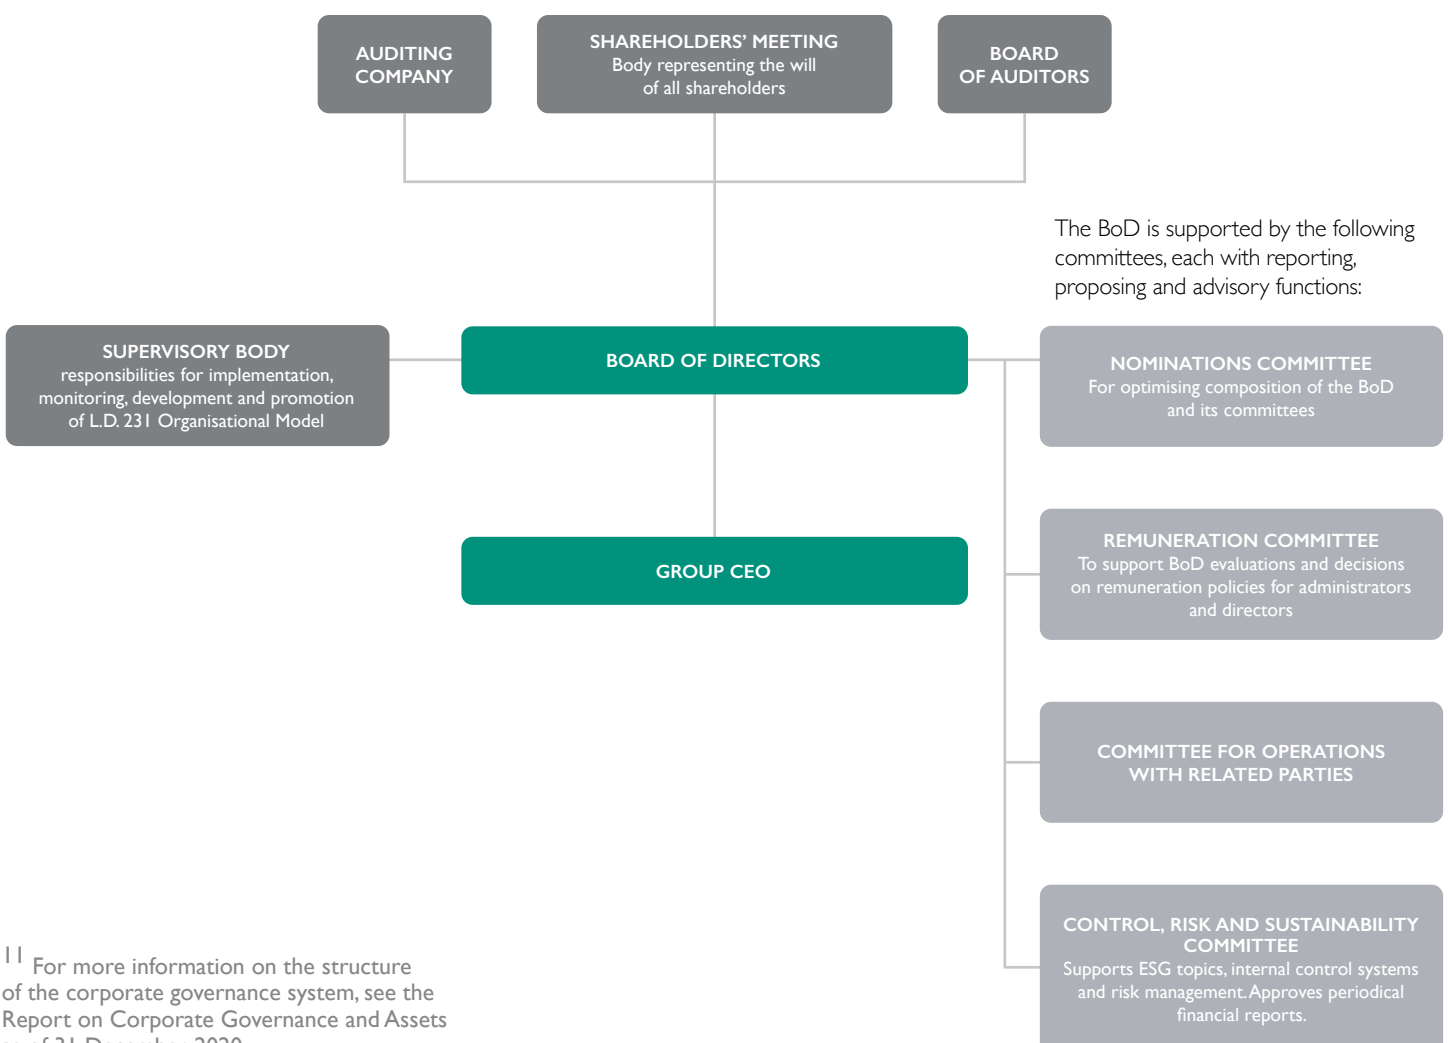 AUDITING
COMPANY
SHAREHOLDERS’ MEETING
Body representing the will
of all shareholders
BOARD
OF AUDITORS
The BoD is supported by the following
committees, each with reporting,
proposing and advisory functions:
SUPERVISORY BODY
responsibilities for implementation,
monitoring, development and promotion
of L.D. 231 Organisational Model
BOARD OF DIRECTORS
NOMINATIONS COMMITTEE
For optimising composition of the BoD
and its committees
REMUNERATION COMMITTEE
To support BoD evaluations and decisions
on remuneration policies for administrators
and directors
GROUP CEO
COMMITTEE FOR OPERATIONS
WITH RELATED PARTIES
CONTROL, RISK AND SUSTAINABILITY
COMMITTEE
Supports ESG topics, internal control systems
and risk management. Approves periodical
financial reports.
11 For more information on the structure
of the corporate governance system, see the
Report on Corporate Governance and Assets
as of 31 December 2020